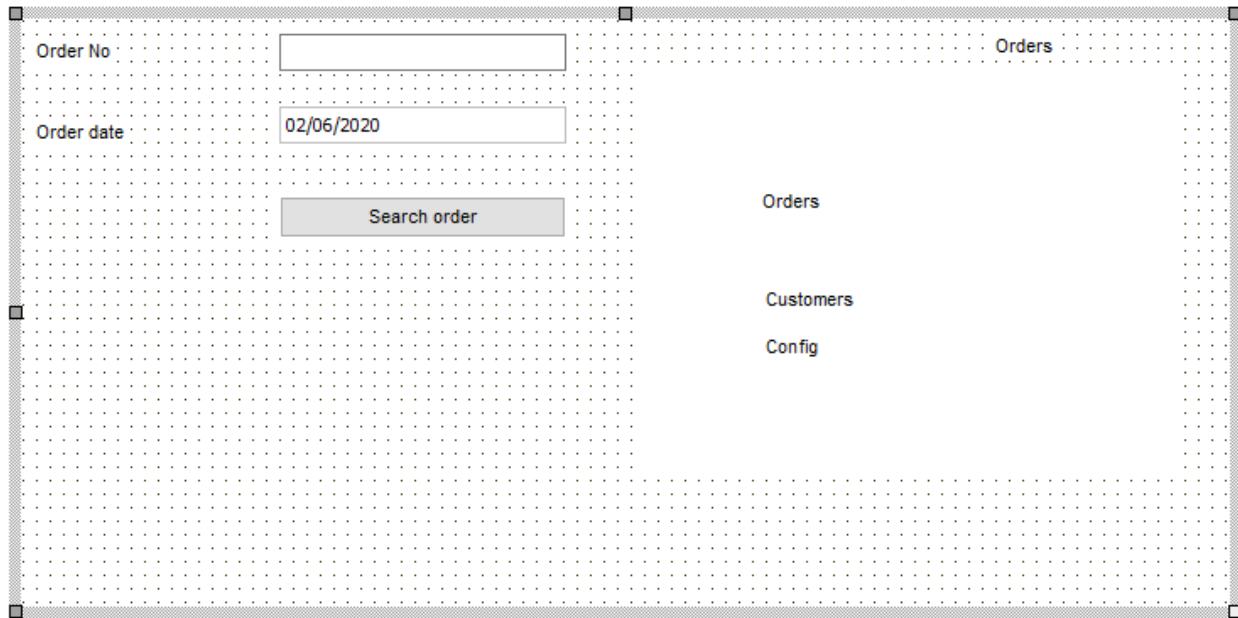 Order No
Order date
02/06/2020
Search order
Orders
Orders
Customers
Config